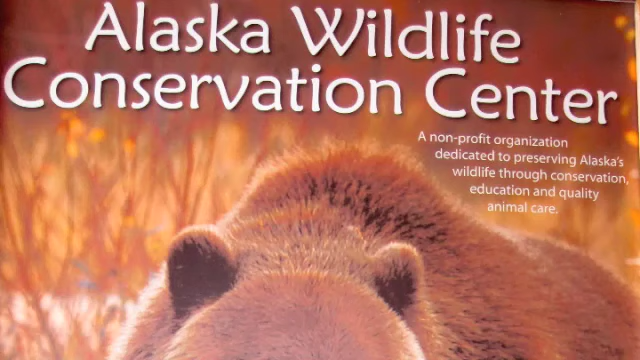 Alaska Wildlife
Conservation Center
A non-profit organization
dedicated to preserving Alaska's
wildlife through conservation,
education and quality
animal care.